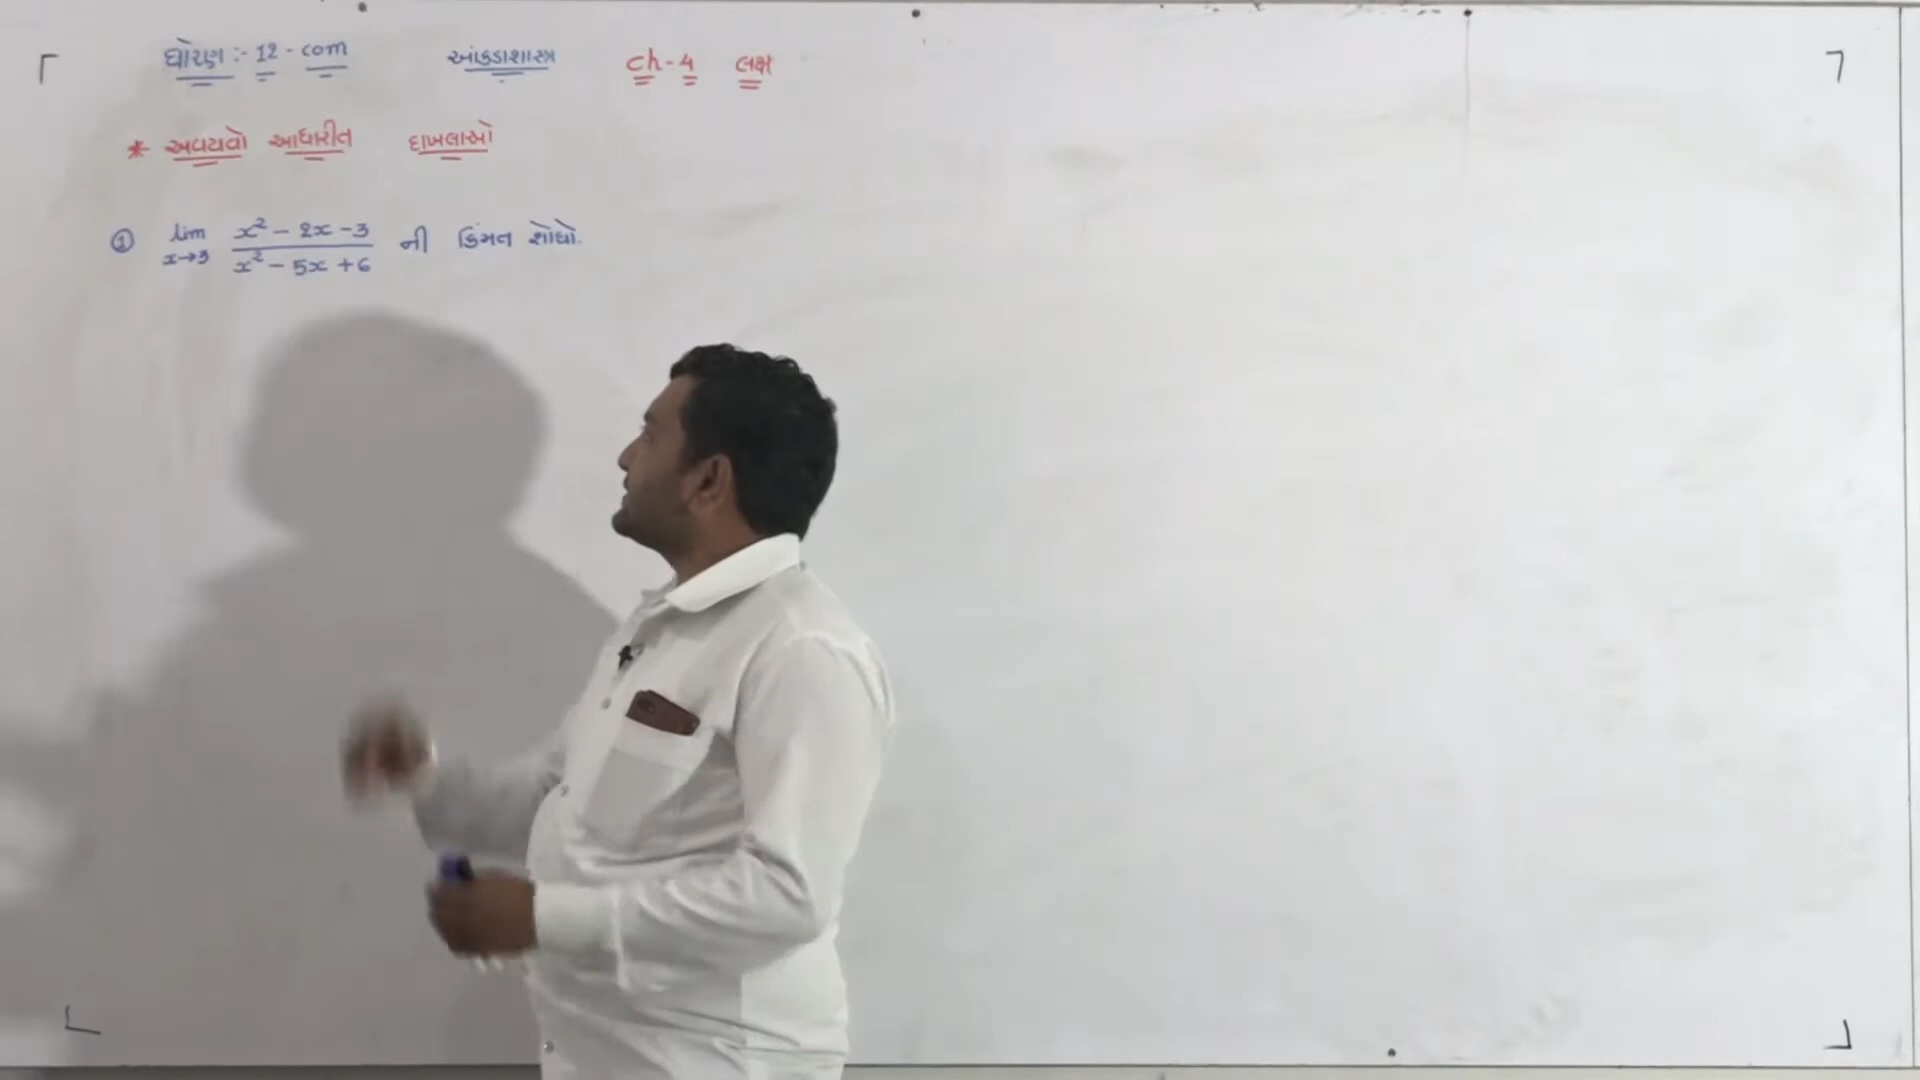 ધોરણ :- 12 - com આંકડાશાસ્ત્ર ch - 4 લક્ષ
* અવયવો આધારીત દાખલાઓ
① lim x→3 x² - 2x - 3 / x² - 5x + 6 ની કિંમત શોધો.